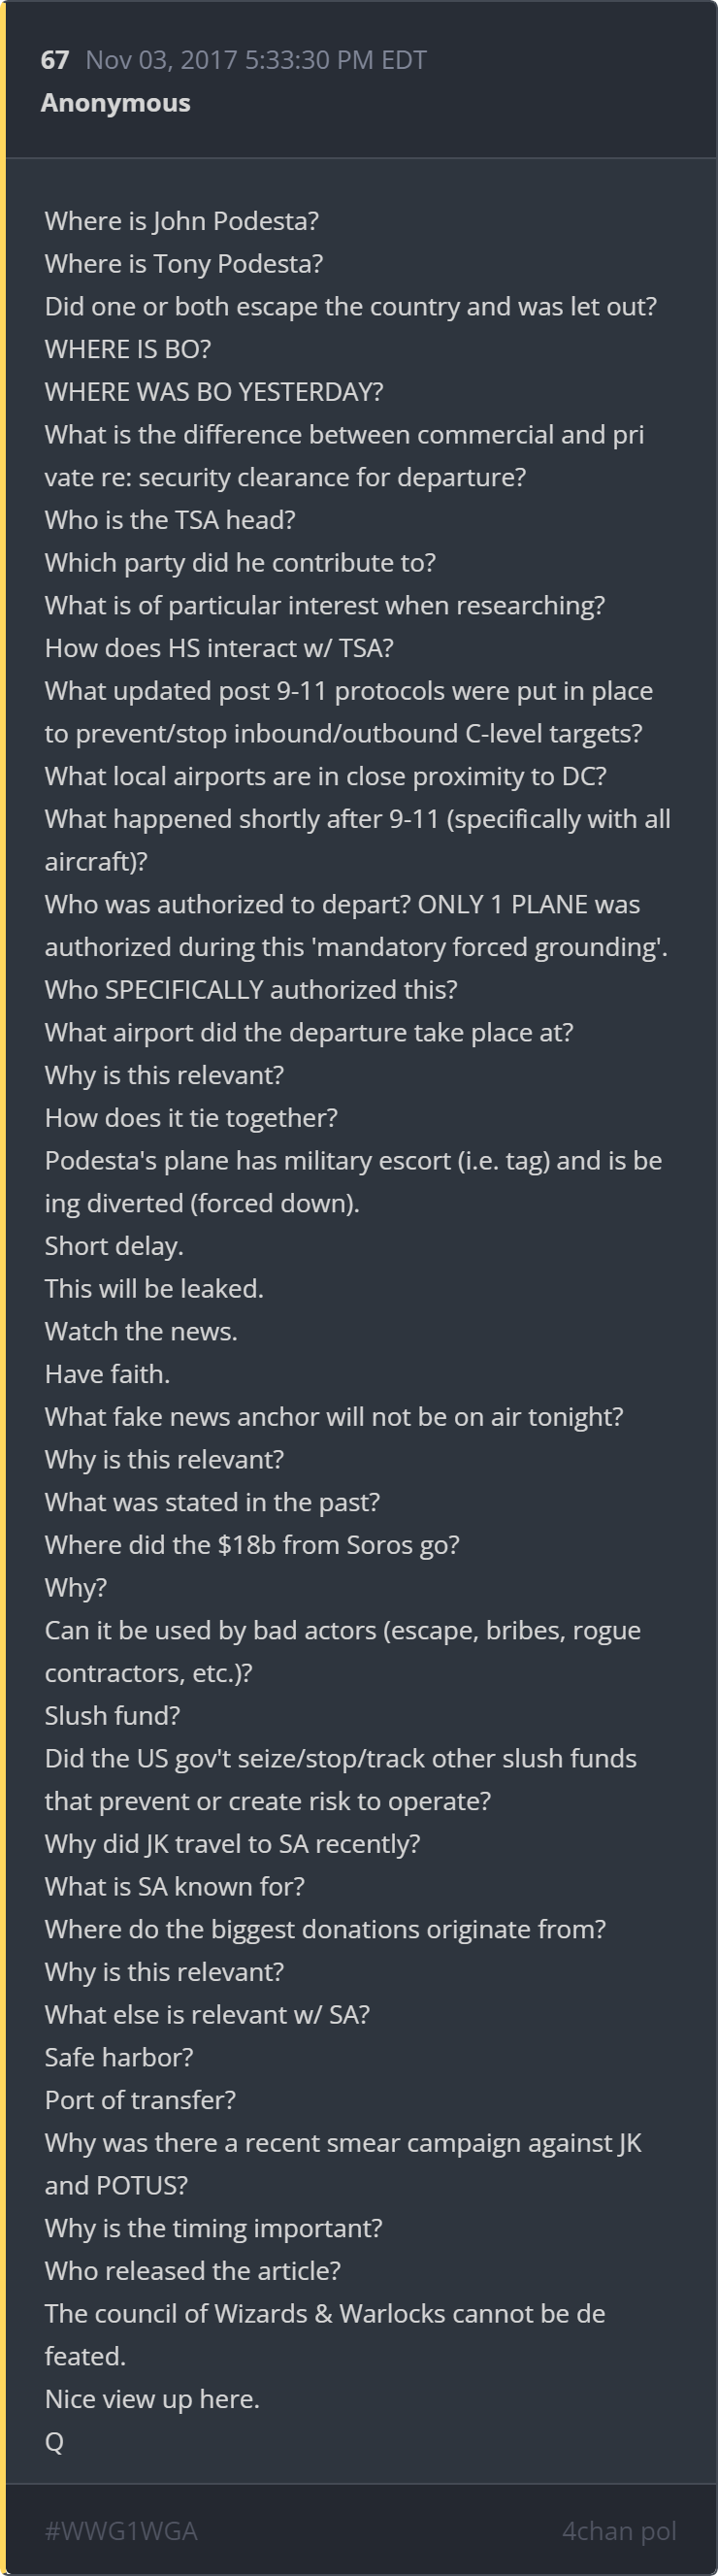 67 Nov 03, 2017 5:33:30 PM EDT
Anonymous
Where is John Podesta?
Where is Tony Podesta?
Did one or both escape the country and was let out?
WHERE IS BO?
WHERE WAS BO YESTERDAY?
What is the difference between commercial and pri
vate re: security clearance for departure?
Who is the TSA head?
Which party did he contribute to?
What is of particular interest when researching?
How does HS interact w/ TSA?
What updated post 9-11 protocols were put in place
to prevent/stop inbound/outbound C-level targets?
What local airports are in close proximity to DC?
What happened shortly after 9-11 (specifically with all
aircraft)?
Who was authorized to depart? ONLY 1 PLANE was
authorized during this 'mandatory forced grounding'.
Who SPECIFICALLY authorized this?
What airport did the departure take place at?
Why is this relevant?
How does it tie together?
Podesta's plane has military escort (i.e. tag) and is be
ing diverted (forced down).
Short delay.
This will be leaked.
Watch the news.
Have faith.
What fake news anchor will not be on air tonight?
Why is this relevant?
What was stated in the past?
Where did the $18b from Soros go?
Why?
Can it be used by bad actors (escape, bribes, rogue
contractors, etc.)?
Slush fund?
Did the US gov't seize/stop/track other slush funds
that prevent or create risk to operate?
Why did JK travel to SA recently?
What is SA known for?
Where do the biggest donations originate from?
Why is this relevant?
What else is relevant w/ SA?
Safe harbor?
Port of transfer?
Why was there a recent smear campaign against JK
and POTUS?
Why is the timing important?
Who released the article?
The council of Wizards & Warlocks cannot be de
feated.
Nice view up here.
Q
#WWG1WGA 4chan pol